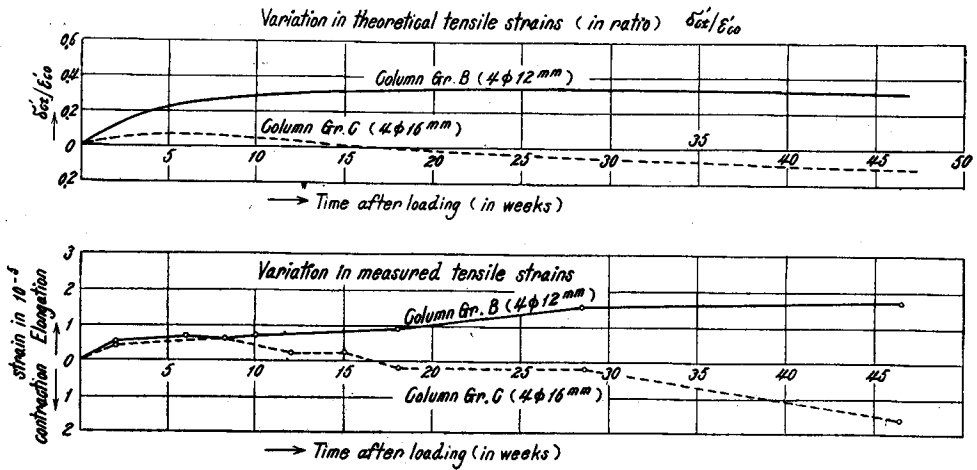 Variation in theoretical tensile strains (in ratio) δ'ct/ε'co
0,6
0,4
0,2
0
0,2
δ'ct/ε'co
Column Gr. B (4φ12mm)
Column Gr. C (4φ16mm)
5 10 15 20 25 30 35 40 45 50
→ Time after loading (in weeks)
3
2
1
0
1
2
strain in 10⁻⁵
contraction Elongation
Variation in measured tensile strains
Column Gr. B (4φ12mm)
5 10 15 20 25 30 35 40 45
Column Gr. C (4φ16mm)
→ Time after loading (in weeks)